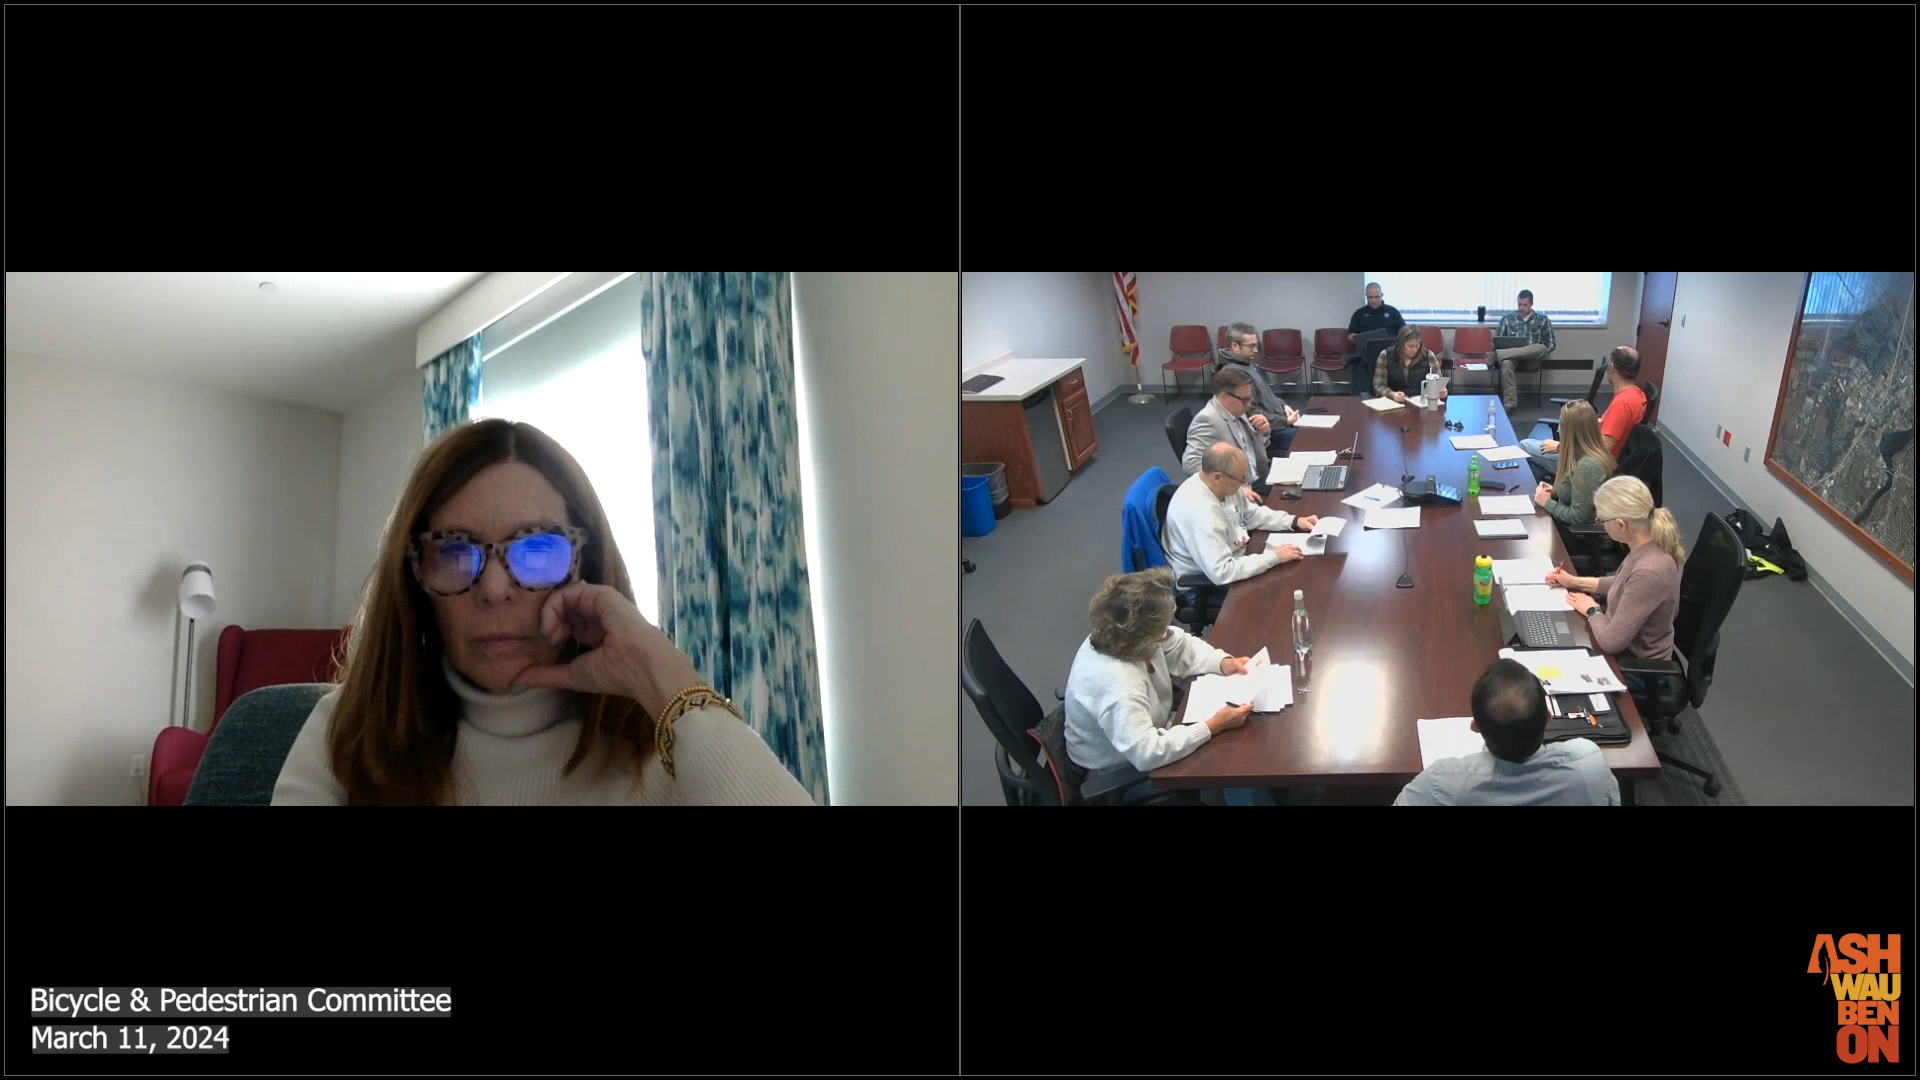 Bicycle & Pedestrian Committee
March 11, 2024
ASH
WAU
BEN
ON